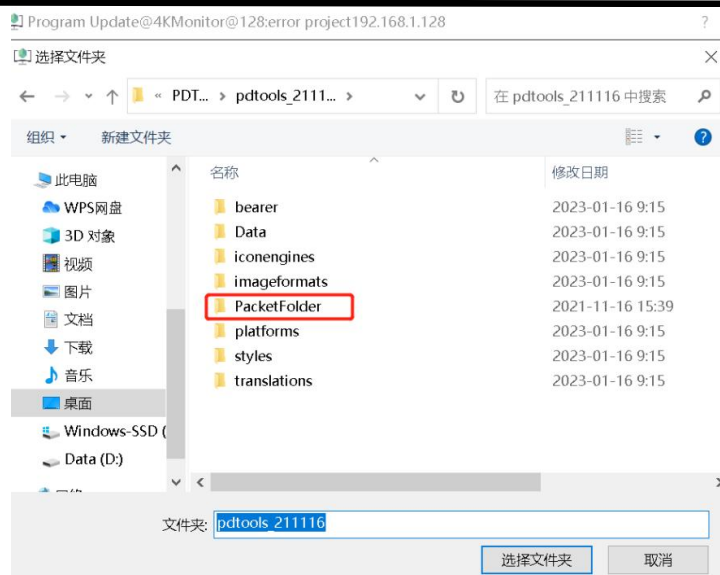 Program Update@4KMonitor@128:error project192.168.1.128 ?
选择文件夹
« PDT... › pdtools_2111... › 在 pdtools_211116 中搜索
组织 新建文件夹
名称 修改日期
此电脑
WPS网盘
3D 对象
视频
图片
文档
下载
音乐
桌面
Windows-SSD (
Data (D:)
bearer 2023-01-16 9:15
Data 2023-01-16 9:15
iconengines 2023-01-16 9:15
imageformats 2023-01-16 9:15
PacketFolder 2021-11-16 15:39
platforms 2023-01-16 9:15
styles 2023-01-16 9:15
translations 2023-01-16 9:15
文件夹: pdtools_211116
选择文件夹 取消